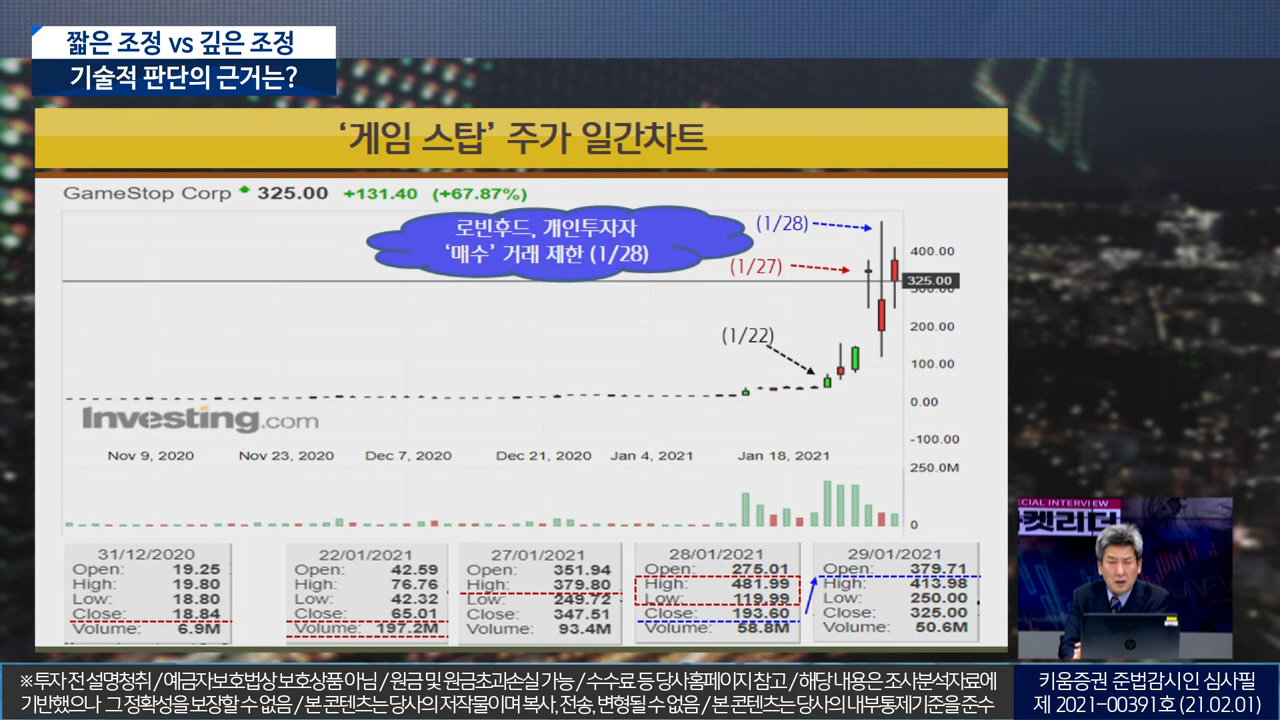 짧은 조정 vs 깊은 조정
기술적 판단의 근거는?
‘게임 스탑’ 주가 일간차트
GameStop Corp 325.00 +131.40 (+67.87%)
로빈후드, 개인투자자
‘매수’ 거래 제한 (1/28)
(1/28)
(1/27)
(1/22)
400.00
325.00
300.00
200.00
100.00
0.00
-100.00
250.0M
0
Investing.com
Nov 9, 2020 Nov 23, 2020 Dec 7, 2020 Dec 21, 2020 Jan 4, 2021 Jan 18, 2021
31/12/2020
Open: 19.25
High: 19.80
Low: 18.80
Close: 18.84
Volume: 6.9M
22/01/2021
Open: 42.59
High: 76.76
Low: 42.32
Close: 65.01
Volume: 197.2M
27/01/2021
Open: 351.94
High: 379.80
Low: 249.72
Close: 347.51
Volume: 93.4M
28/01/2021
Open: 275.01
High: 481.99
Low: 119.99
Close: 193.60
Volume: 58.8M
29/01/2021
Open: 379.71
High: 413.98
Low: 250.00
Close: 325.00
Volume: 50.6M
CIAL INTERVIEW
켓리더
※ 투자 전 설명청취 / 예금자보호법상 보호상품 아님 / 원금 및 원금초과손실 가능 / 수수료 등 당사홈페이지 참고 / 해당 내용은 조사분석자료에
기반했으나 그 정확성을 보장할 수 없음 / 본 콘텐츠는 당사의 저작물이며 복사, 전송, 변형될 수 없음 / 본 콘텐츠는 당사의 내부통제기준을 준수
키움증권 준법감시인 심사필
제 2021-00391호 (21.02.01)